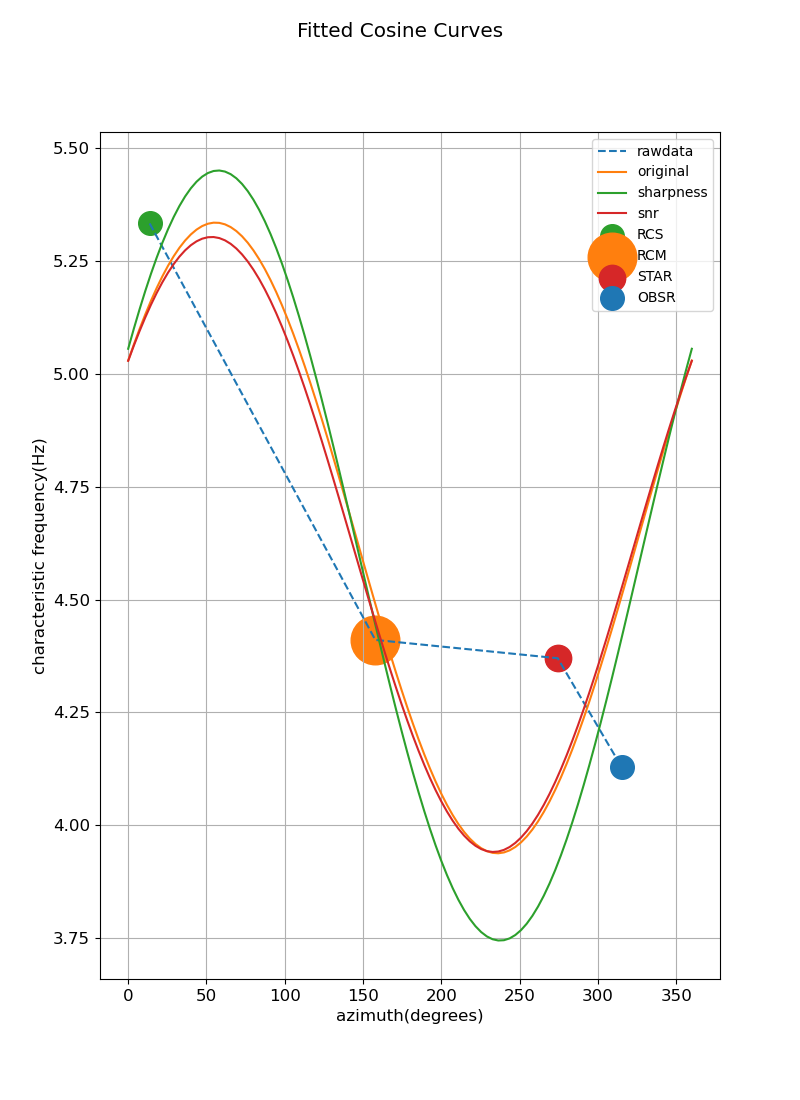 Fitted Cosine Curves
5.50
5.25
5.00
4.75
4.50
4.25
4.00
3.75
characteristic frequency(Hz)
rawdata
original
sharpness
snr
RCS
RCM
STAR
OBSR
0 50 100 150 200 250 300 350
azimuth(degrees)